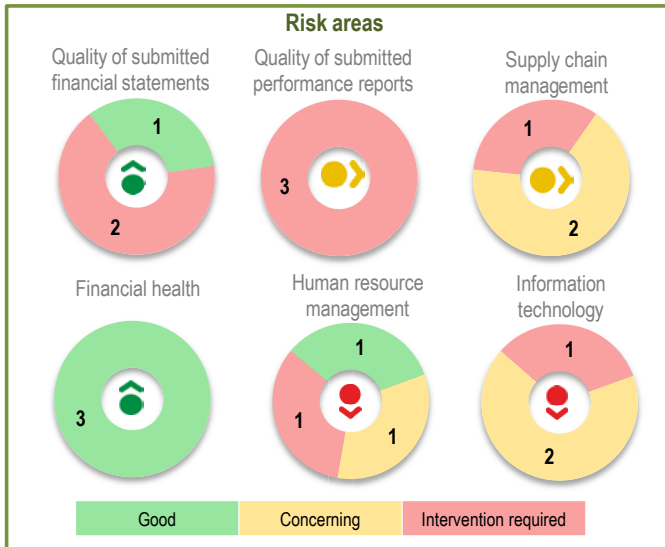 Risk areas
Quality of submitted
financial statements
1
2
Quality of submitted
performance reports
3
Supply chain
management
1
2
Financial health
3
Human resource
management
1
1
1
Information
technology
1
2
Good
Concerning
Intervention required